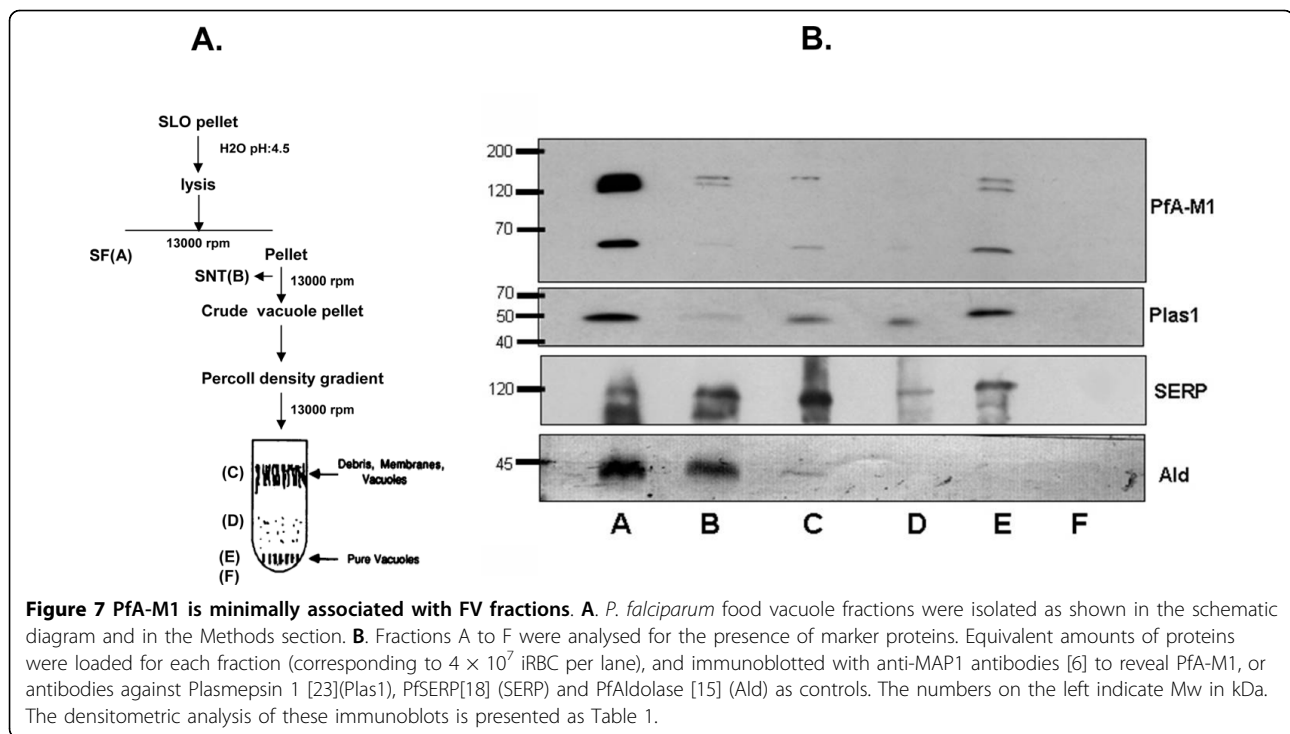 A.
B.
SLO pellet
H2O pH:4.5
lysis
13000 rpm
SF(A)
Pellet
SNT(B)
13000 rpm
Crude vacuole pellet
Percoll density gradient
13000 rpm
(C)
Debris, Membranes,
Vacuoles
(D)
(E)
Pure Vacuoles
(F)
200
120
70
PfA-M1
70
50
40
Plas1
120
SERP
45
Ald
A B C D E F
Figure 7 PfA-M1 is minimally associated with FV fractions. A. P. falciparum food vacuole fractions were isolated as shown in the schematic
diagram and in the Methods section. B. Fractions A to F were analysed for the presence of marker proteins. Equivalent amounts of proteins
were loaded for each fraction (corresponding to 4 × 10⁷ iRBC per lane), and immunoblotted with anti-MAP1 antibodies [6] to reveal PfA-M1, or
antibodies against Plasmepsin 1 [23](Plas1), PfSERP[18] (SERP) and PfAldolase [15] (Ald) as controls. The numbers on the left indicate Mw in kDa.
The densitometric analysis of these immunoblots is presented as Table 1.